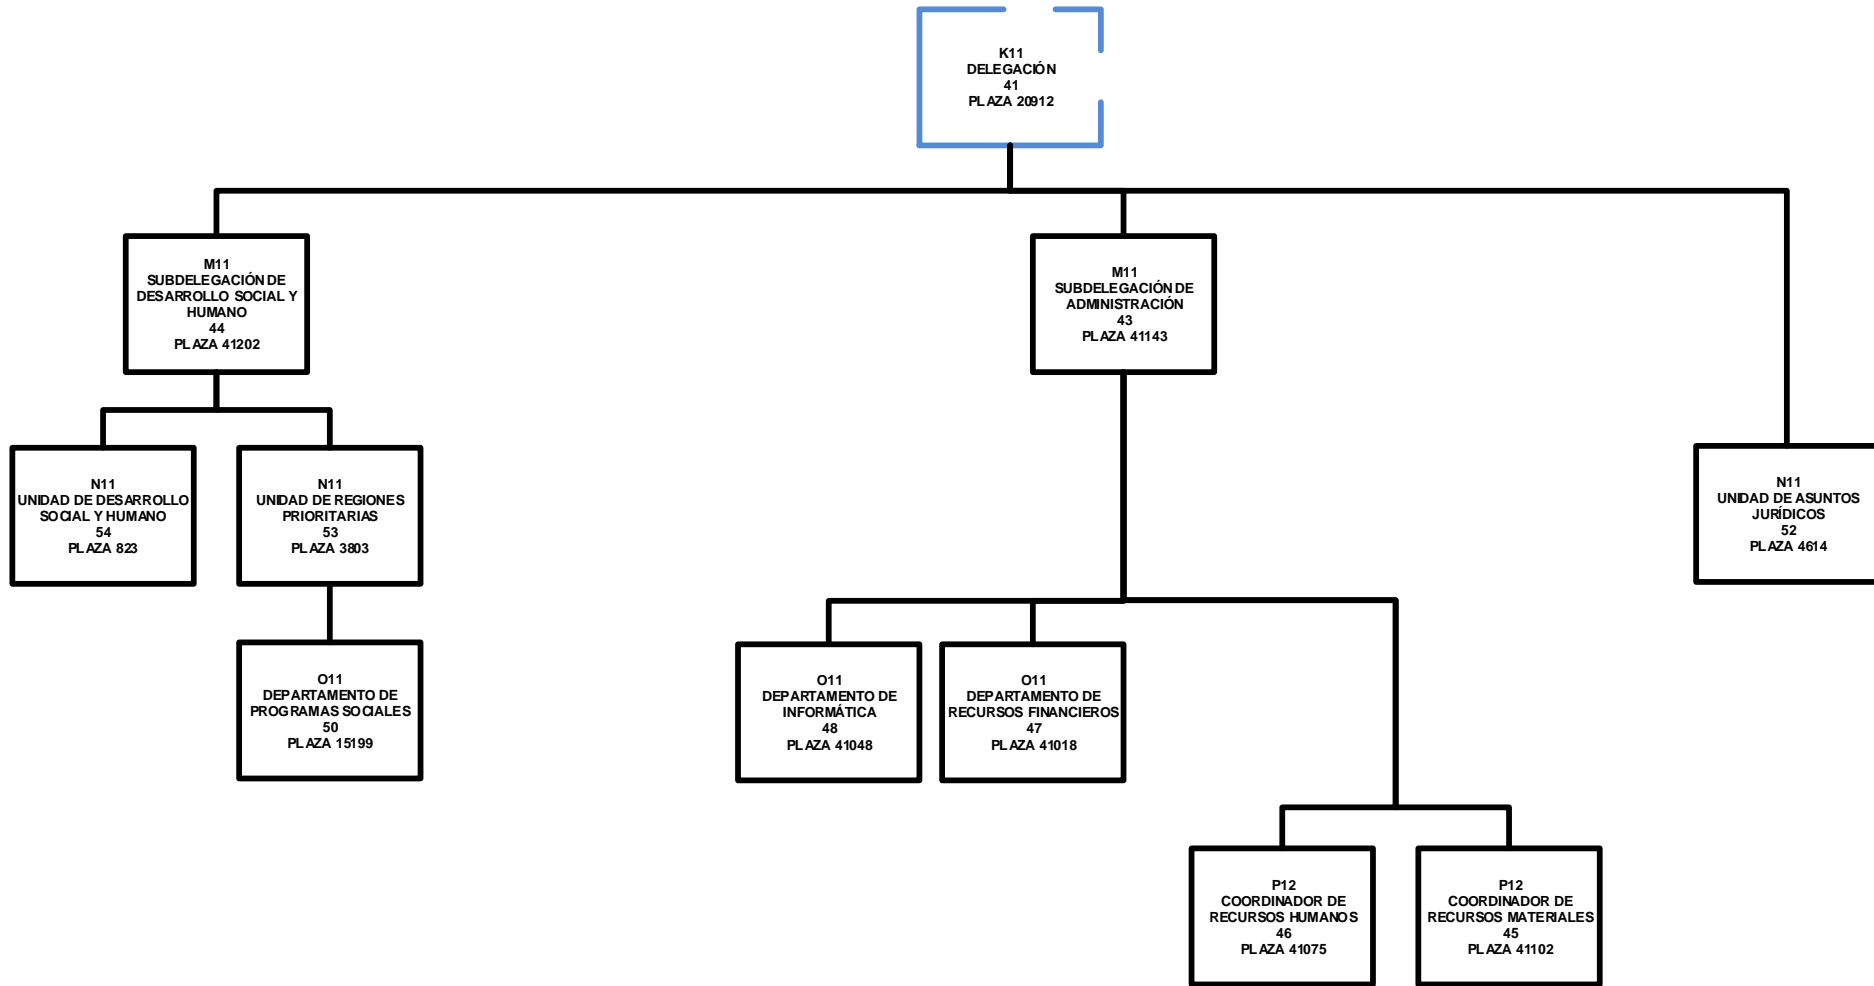 K11
DELEGACIÓN
41
PLAZA 20912
M11
SUBDELEGACIÓN DE
DESARROLLO SOCIAL Y
HUMANO
44
PLAZA 41202
M11
SUBDELEGACIÓN DE
ADMINISTRACIÓN
43
PLAZA 41143
N11
UNIDAD DE DESARROLLO
SOCIAL Y HUMANO
54
PLAZA 823
N11
UNIDAD DE REGIONES
PRIORITARIAS
53
PLAZA 3803
N11
UNIDAD DE ASUNTOS
JURÍDICOS
52
PLAZA 4614
O11
DEPARTAMENTO DE
PROGRAMAS SOCIALES
50
PLAZA 15199
O11
DEPARTAMENTO DE
INFORMÁTICA
48
PLAZA 41048
O11
DEPARTAMENTO DE
RECURSOS FINANCIEROS
47
PLAZA 41018
P12
COORDINADOR DE
RECURSOS HUMANOS
46
PLAZA 41075
P12
COORDINADOR DE
RECURSOS MATERIALES
45
PLAZA 41102